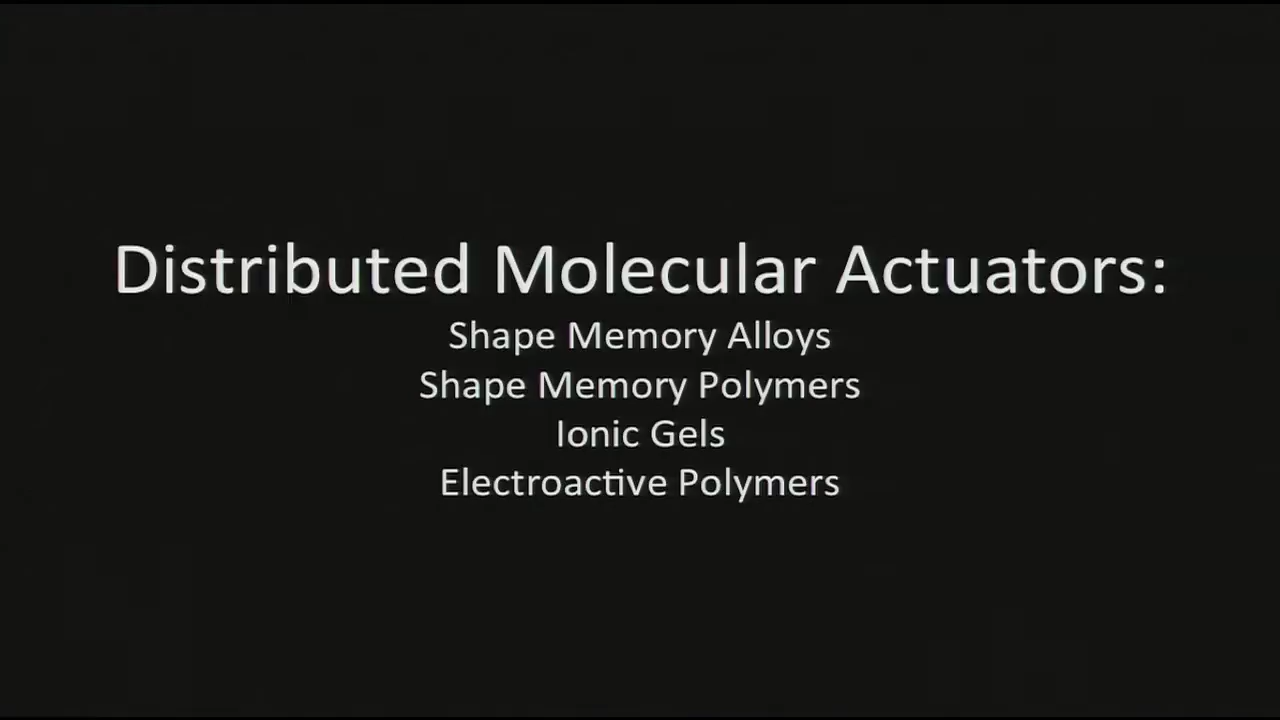 Distributed Molecular Actuators:
Shape Memory Alloys
Shape Memory Polymers
Ionic Gels
Electroactive Polymers